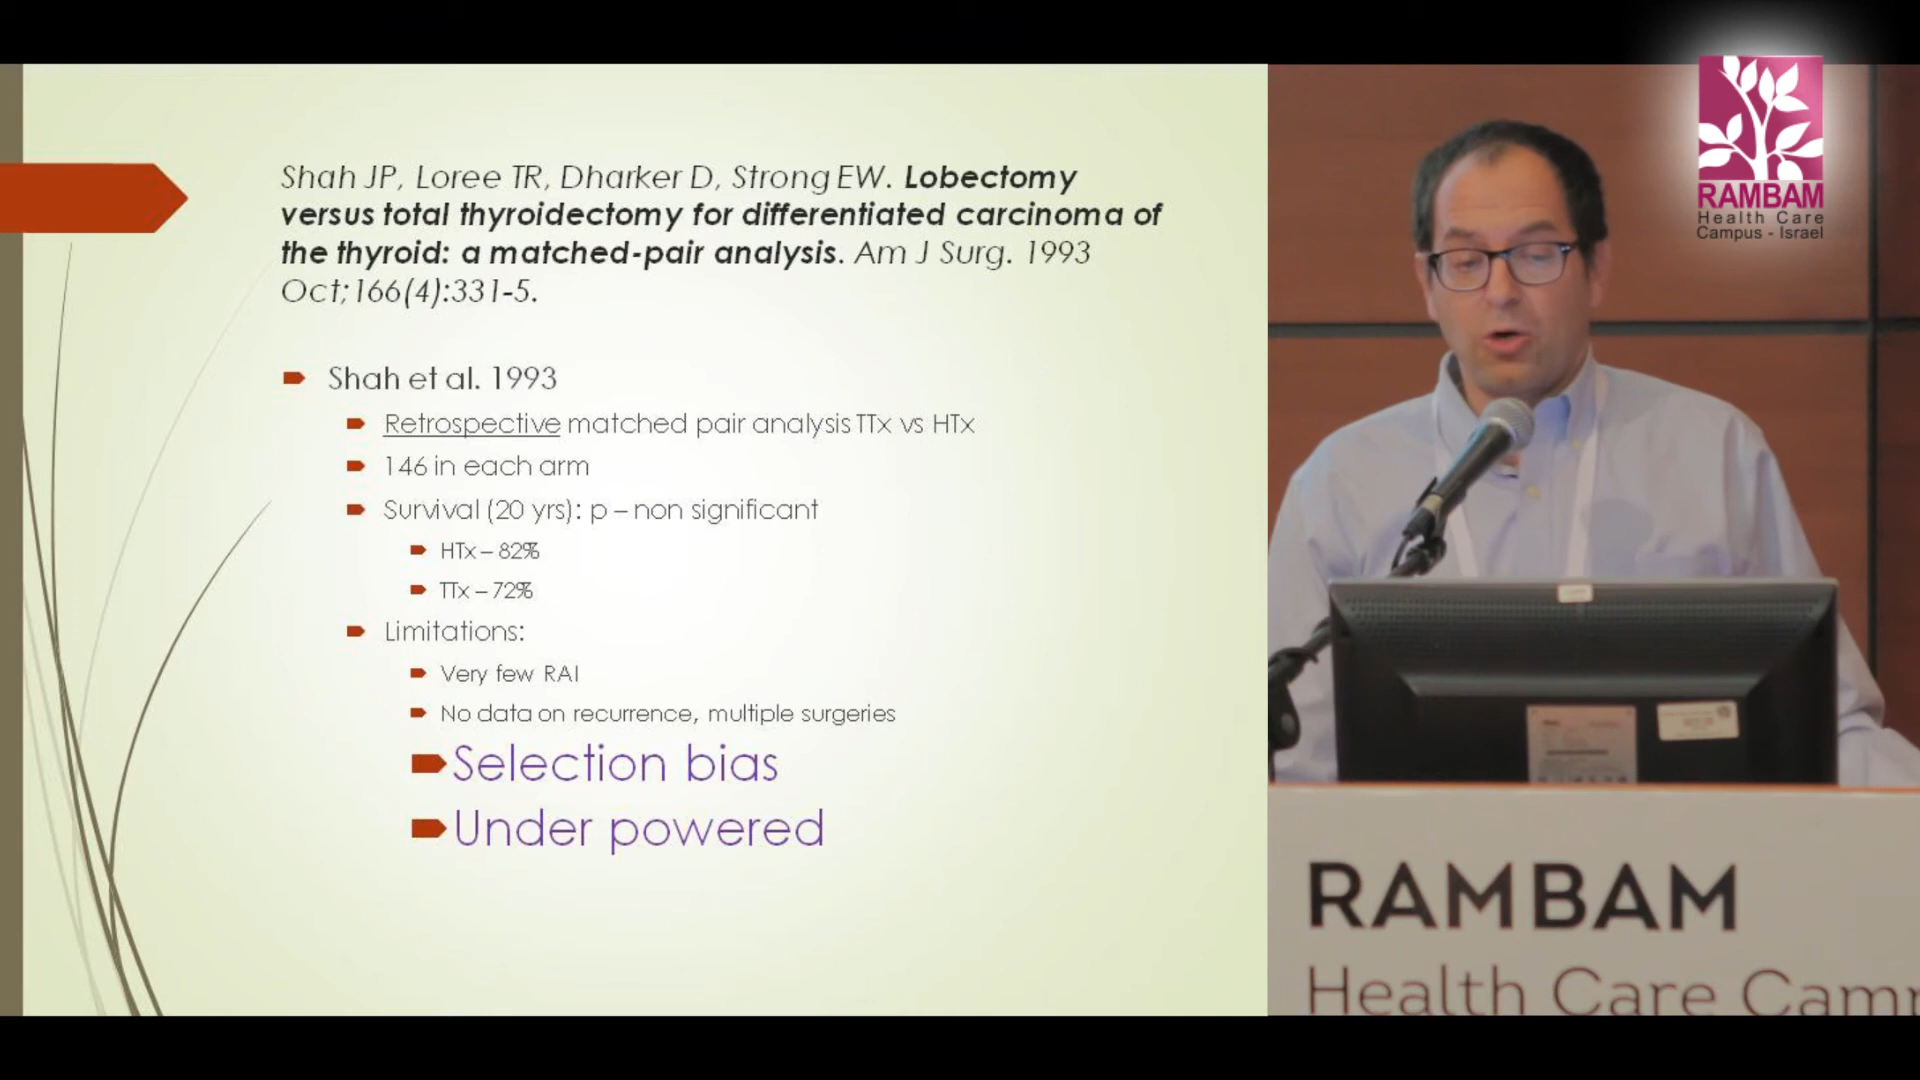 Shah JP, Loree TR, Dharker D, Strong EW. Lobectomy
versus total thyroidectomy for differentiated carcinoma of
the thyroid: a matched-pair analysis. Am J Surg. 1993
Oct;166(4):331-5.
Shah et al. 1993
Retrospective matched pair analysis TTx vs HTx
146 in each arm
Survival (20 yrs): p – non significant
HTx – 82%
TTx – 72%
Limitations:
Very few RAI
No data on recurrence, multiple surgeries
Selection bias
Under powered
RAMBAM
Health Care
Campus - Israel
RAMBAM
Health Care Cam